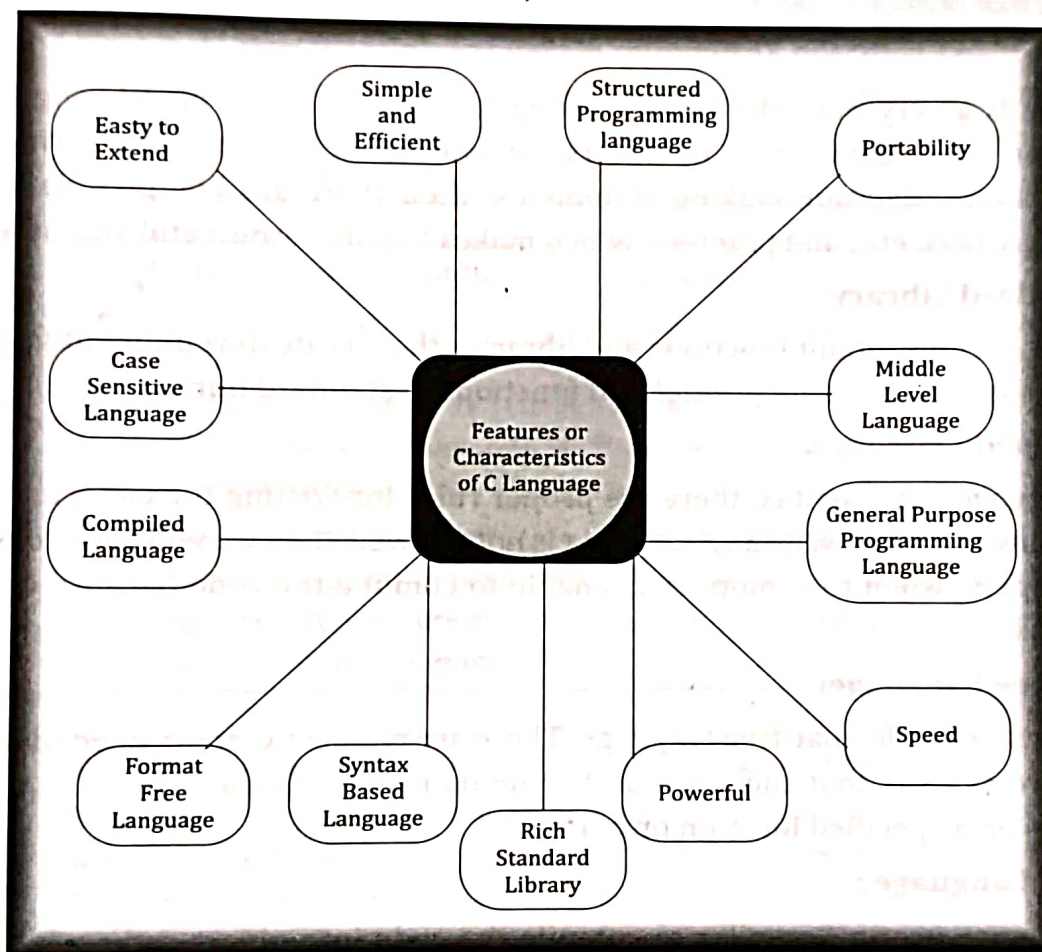 Easty to
Extend
Simple
and
Efficient
Structured
Programming
language
Portability
Case
Sensitive
Language
Features or
Characteristics
of C Language
Middle
Level
Language
Compiled
Language
General Purpose
Programming
Language
Format
Free
Language
Syntax
Based
Language
Rich
Standard
Library
Powerful
Speed